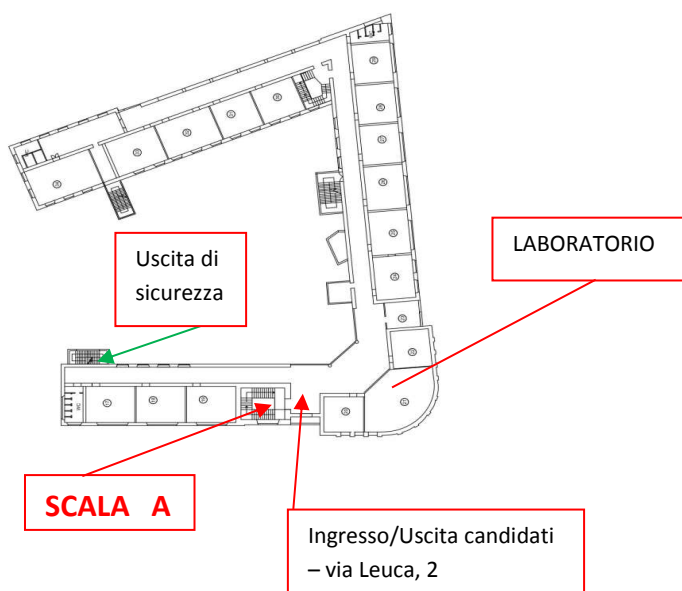 Uscita di
sicurezza
LABORATORIO
SCALA A
Ingresso/Uscita candidati
– via Leuca, 2